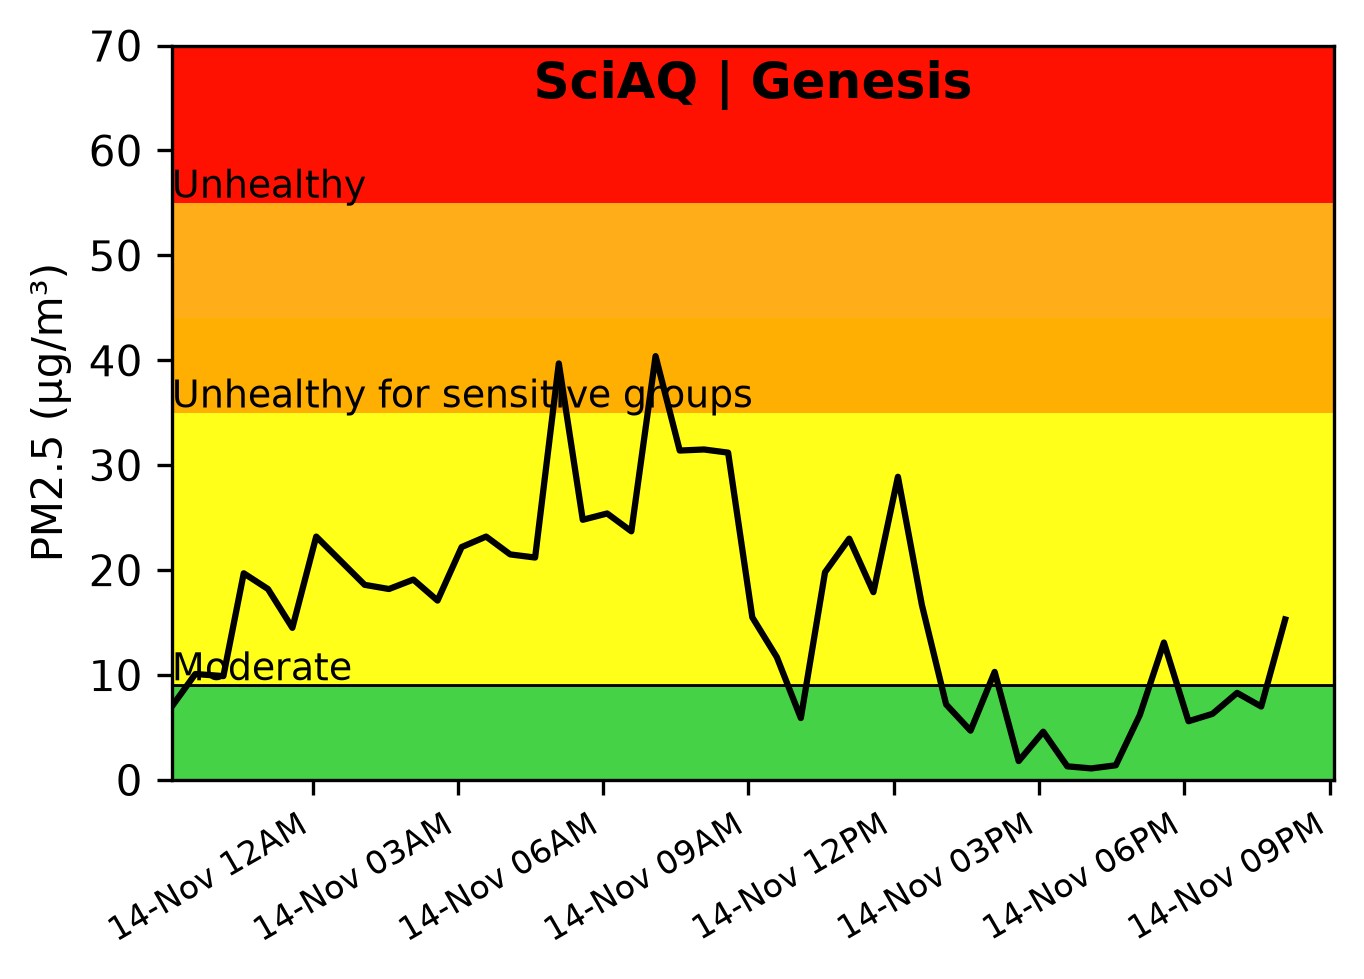 SciAQ | Genesis
70
60
Unhealthy
50
40
Unhealthy for sensitive groups
30
20
Moderate
10
0
PM2.5 (µg/m³)
14-Nov 12AM
14-Nov 03AM
14-Nov 06AM
14-Nov 09AM
14-Nov 12PM
14-Nov 03PM
14-Nov 06PM
14-Nov 09PM